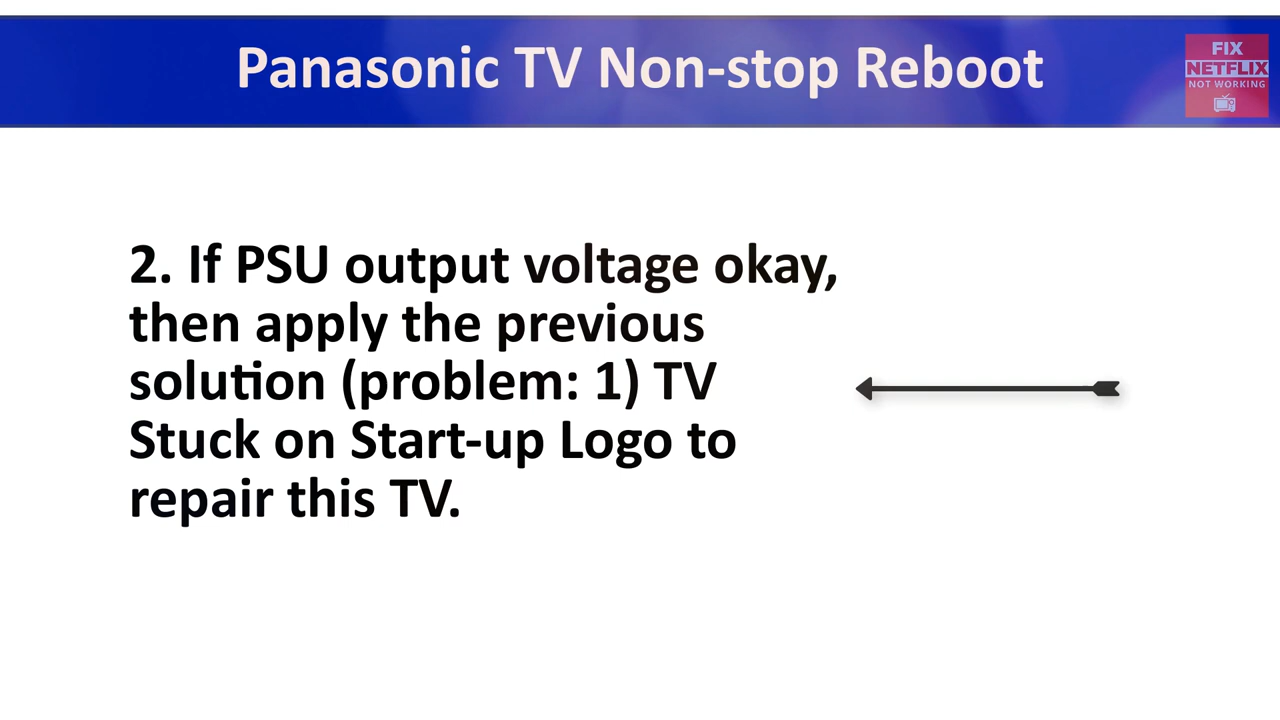 Panasonic TV Non-stop Reboot
FIX
NETFLIX
NOT WORKING
2. If PSU output voltage okay,
then apply the previous
solution (problem: 1) TV
Stuck on Start-up Logo to
repair this TV.